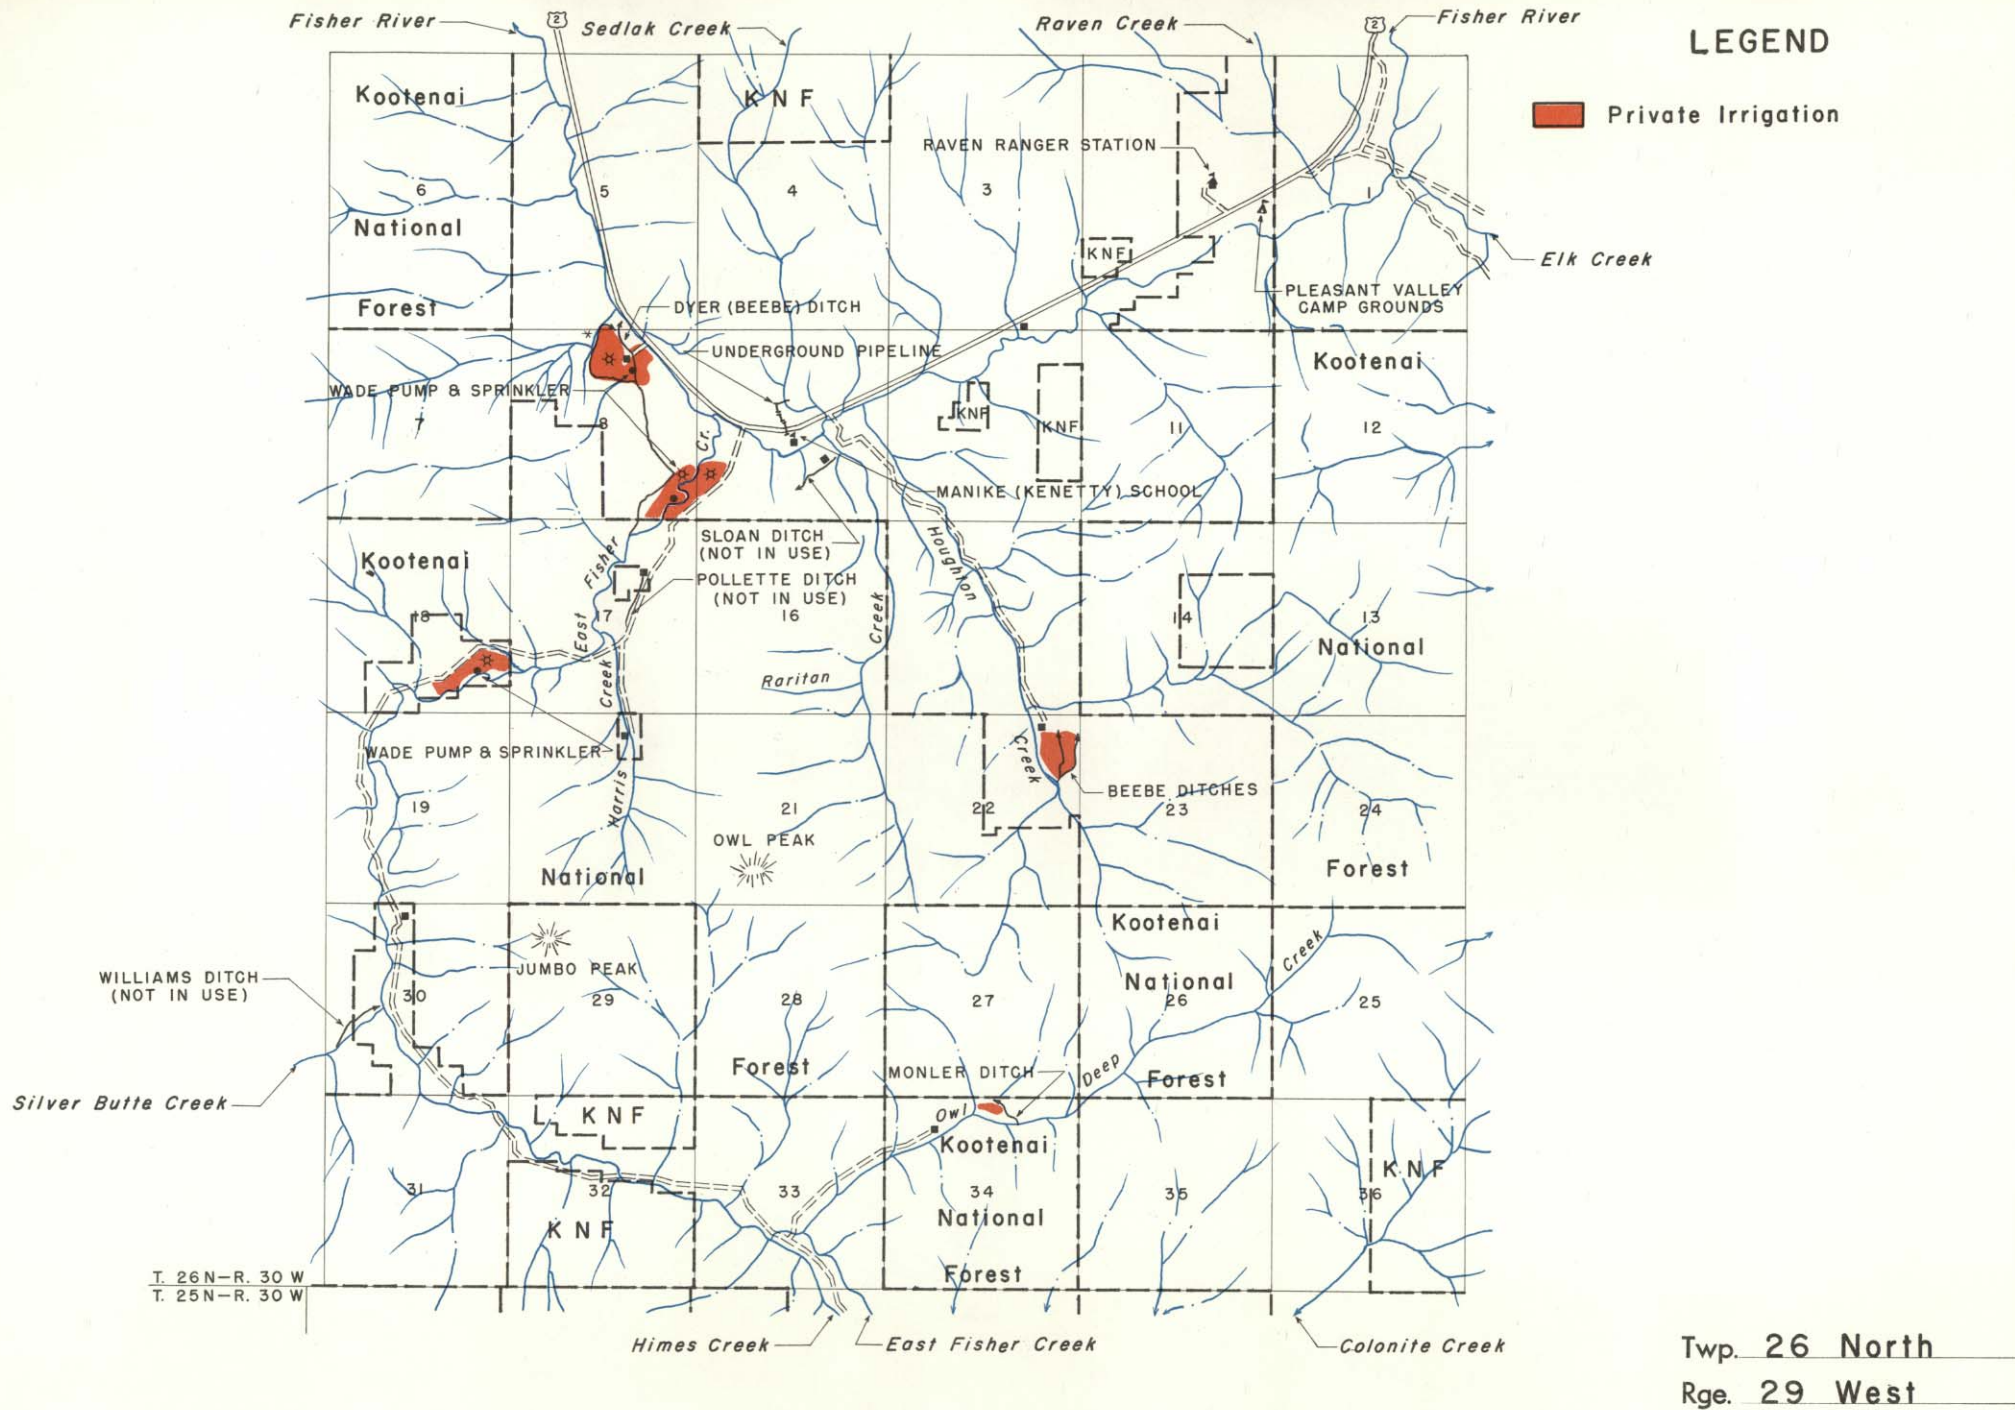 Fisher River
2
Sedlak Creek
Raven Creek
2
Fisher River
LEGEND
Private Irrigation
Kootenai
KNF
RAVEN RANGER STATION
6
5
4
3
1
National
KNF
Elk Creek
PLEASANT VALLEY
CAMP GROUNDS
Forest
DYER (BEEBE) DITCH
UNDERGROUND PIPELINE
Kootenai
WADE PUMP & SPRINKLER
7
8
Cr.
KNF
KNF
11
12
MANIKE (KENETTY) SCHOOL
SLOAN DITCH
(NOT IN USE)
Kootenai
Fisher
Houghton
POLLETTE DITCH
(NOT IN USE)
18
17
16
14
13
East
Creek
National
Creek
Raritan
WADE PUMP & SPRINKLER
Creek
BEEBE DITCHES
19
Harris
21
22
23
24
OWL PEAK
National
Forest
Kootenai
Creek
JUMBO PEAK
National
WILLIAMS DITCH
(NOT IN USE)
30
29
28
27
26
25
Forest
MONLER DITCH
Deep
Forest
Silver Butte Creek
KNF
Owl
Kootenai
KNF
31
32
33
34
35
36
KNF
National
Forest
T. 26N-R. 30 W
T. 25N-R. 30 W
Himes Creek
East Fisher Creek
Colonite Creek
Twp. 26 North
Rge. 29 West